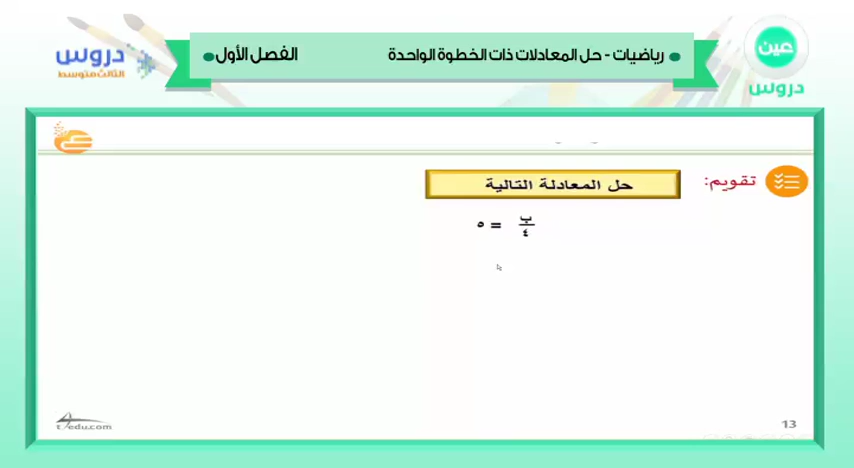 عين
دروس
رياضيات - حل المعادلات ذات الخطوة الواحدة
الفصل الأول
دروس
الثالث متوسط
تقويم:
حل المعادلة التالية
ب/٤ = ٥
t4edu.com
13